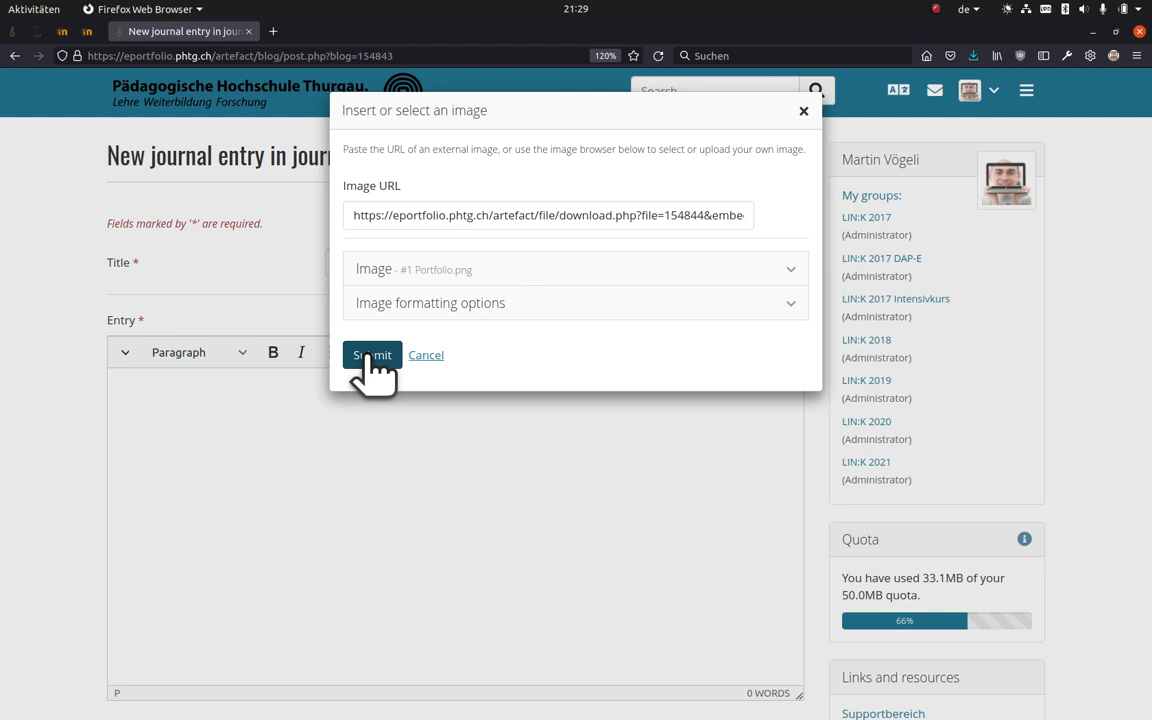 Aktivitäten
Firefox Web Browser
21:29
de
New journal entry in jour
https://eportfolio.phtg.ch/artefact/blog/post.php?blog=154843
120%
Suchen
Pädagogische Hochschule Thurgau.
Lehre Weiterbildung Forschung
Search
New journal entry in jour
Fields marked by '*' are required.
Title *
Entry *
Paragraph
B
I
P
0 WORDS
Insert or select an image
Paste the URL of an external image, or use the image browser below to select or upload your own image.
Image URL
https://eportfolio.phtg.ch/artefact/file/download.php?file=154844&embe
Image - #1 Portfolio.png
Image formatting options
Submit
Cancel
Martin Vögeli
My groups:
LIN:K 2017
(Administrator)
LIN:K 2017 DAP-E
(Administrator)
LIN:K 2017 Intensivkurs
(Administrator)
LIN:K 2018
(Administrator)
LIN:K 2019
(Administrator)
LIN:K 2020
(Administrator)
LIN:K 2021
(Administrator)
Quota
You have used 33.1MB of your
50.0MB quota.
66%
Links and resources
Supportbereich